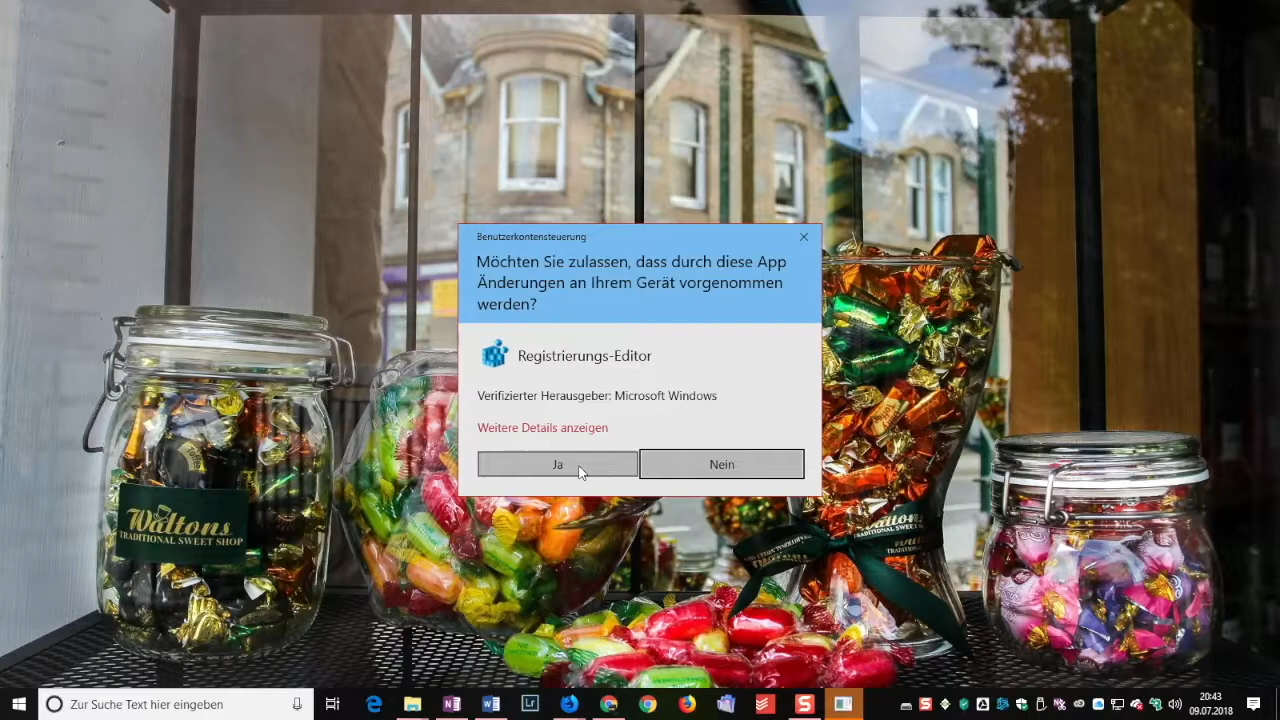 Benutzerkontensteuerung
Möchten Sie zulassen, dass durch diese App
Änderungen an Ihrem Gerät vorgenommen
werden?
Registrierungs-Editor
Verifizierter Herausgeber: Microsoft Windows
Weitere Details anzeigen
Ja
Nein
Waltons
TRADITIONAL SWEET SHOP
Waltons
Zur Suche Text hier eingeben
20:43
09.07.2018